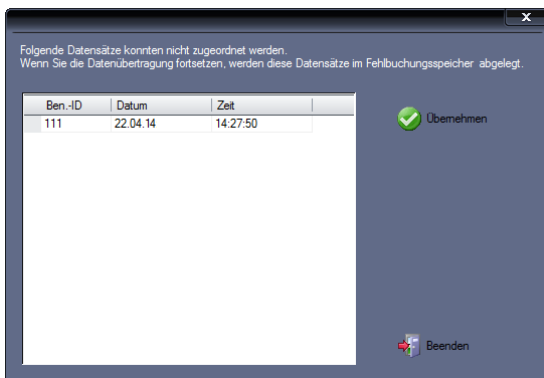 x
Folgende Datensätze konnten nicht zugeordnet werden.
Wenn Sie die Datenübertragung fortsetzen, werden diese Datensätze im Fehlbuchungsspeicher abgelegt.
Ben.-ID Datum Zeit
111 22.04.14 14:27:50
Übernehmen
Beenden